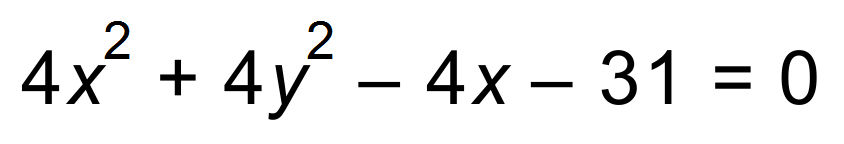 4x² + 4y² – 4x – 31 = 0